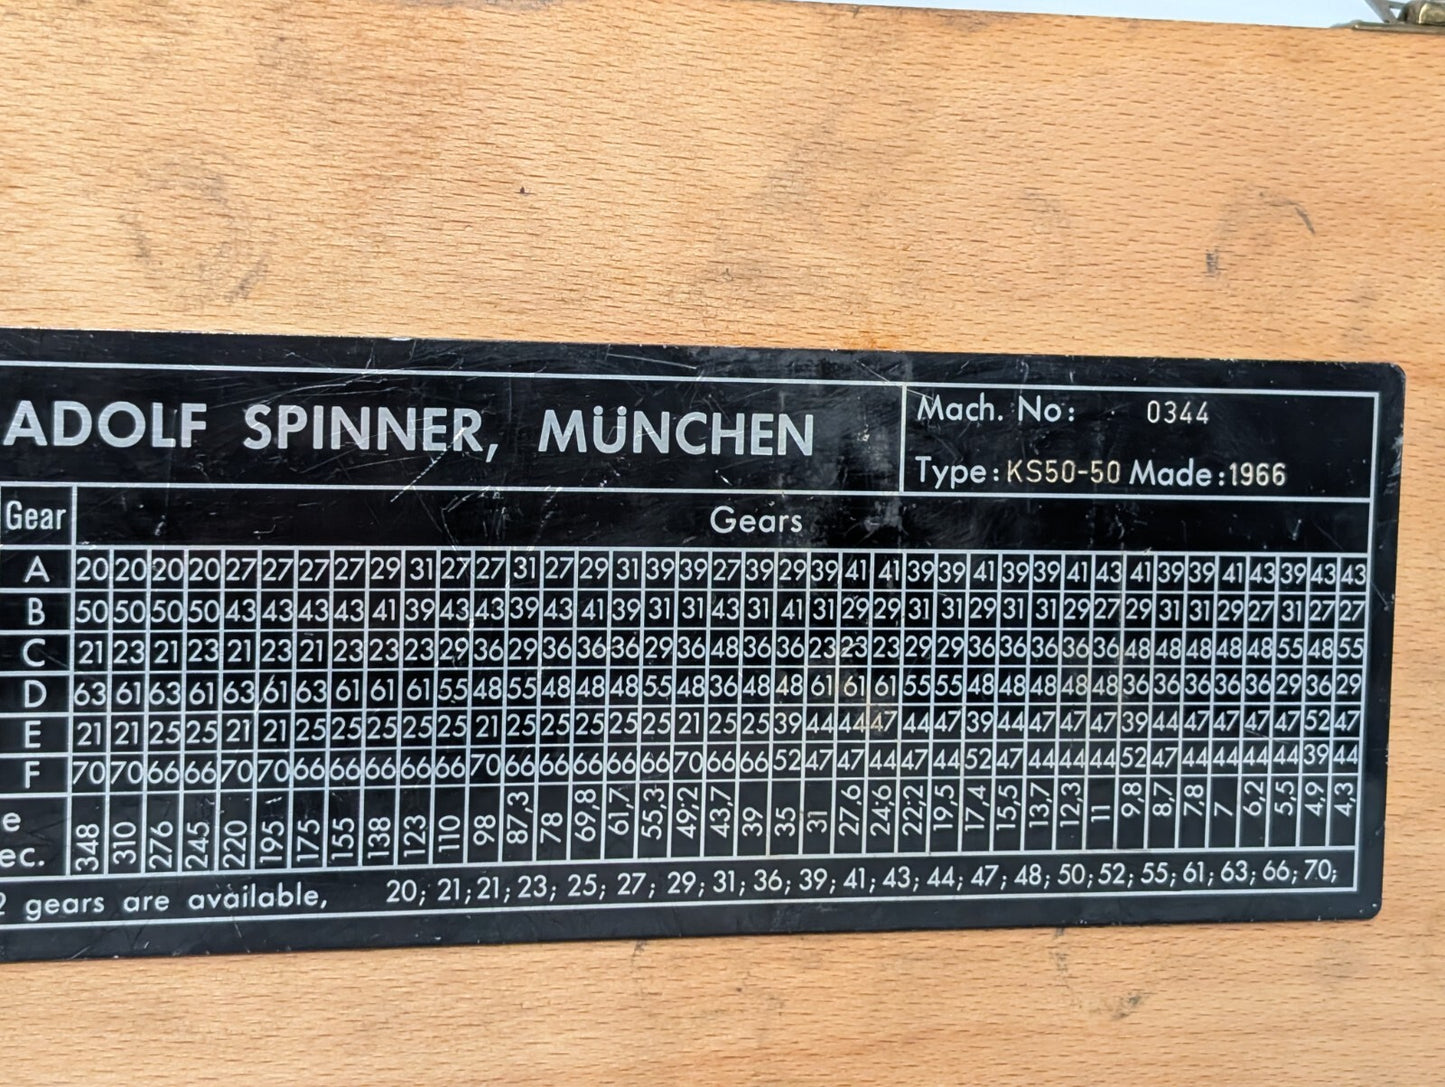 ADOLF SPINNER, MÜNCHEN
Mach. No: 0344
Type: KS50-50 Made: 1966
Gear Gears
A 20 20 20 20 27 27 27 27 29 31 27 27 31 27 29 31 39 39 27 39 29 39 41 41 39 39 41 39 39 41 43 41 39 39 41 43 39 43 43
B 50 50 50 50 43 43 43 43 41 39 43 43 39 43 41 39 31 31 43 31 41 31 29 29 31 31 29 31 31 29 27 29 31 31 29 27 31 27 27
C 21 23 21 23 21 23 21 23 23 23 29 36 29 36 36 36 29 36 48 36 36 23 23 23 29 29 36 36 36 36 36 48 48 48 48 48 55 48 55
D 63 61 63 61 63 61 63 61 61 61 55 48 55 48 48 48 55 48 36 48 48 61 61 61 55 55 48 48 48 48 48 36 36 36 36 36 29 36 29
E 21 21 25 25 21 21 25 25 25 25 25 21 25 25 25 25 25 21 25 25 39 44 44 47 44 47 39 44 47 47 47 39 44 47 47 47 47 52 47
F 70 70 66 66 70 70 66 66 66 66 66 70 66 66 66 66 66 70 66 66 52 47 47 44 47 44 52 47 44 44 44 52 47 44 44 44 44 39 44
348 310 276 245 220 195 175 155 138 123 110 98 87,3 78 69,8 61,7 55,3 49,2 43,7 39 35 31 27,6 24,6 22,2 19,5 17,4 15,5 13,7 12,3 11 9,8 8,7 7,8 7 6,2 5,5 4,9 4,3
ec.
gears are available, 20; 21; 21; 23; 25; 27; 29; 31; 36; 39; 41; 43; 44; 47; 48; 50; 52; 55; 61; 63; 66; 70;